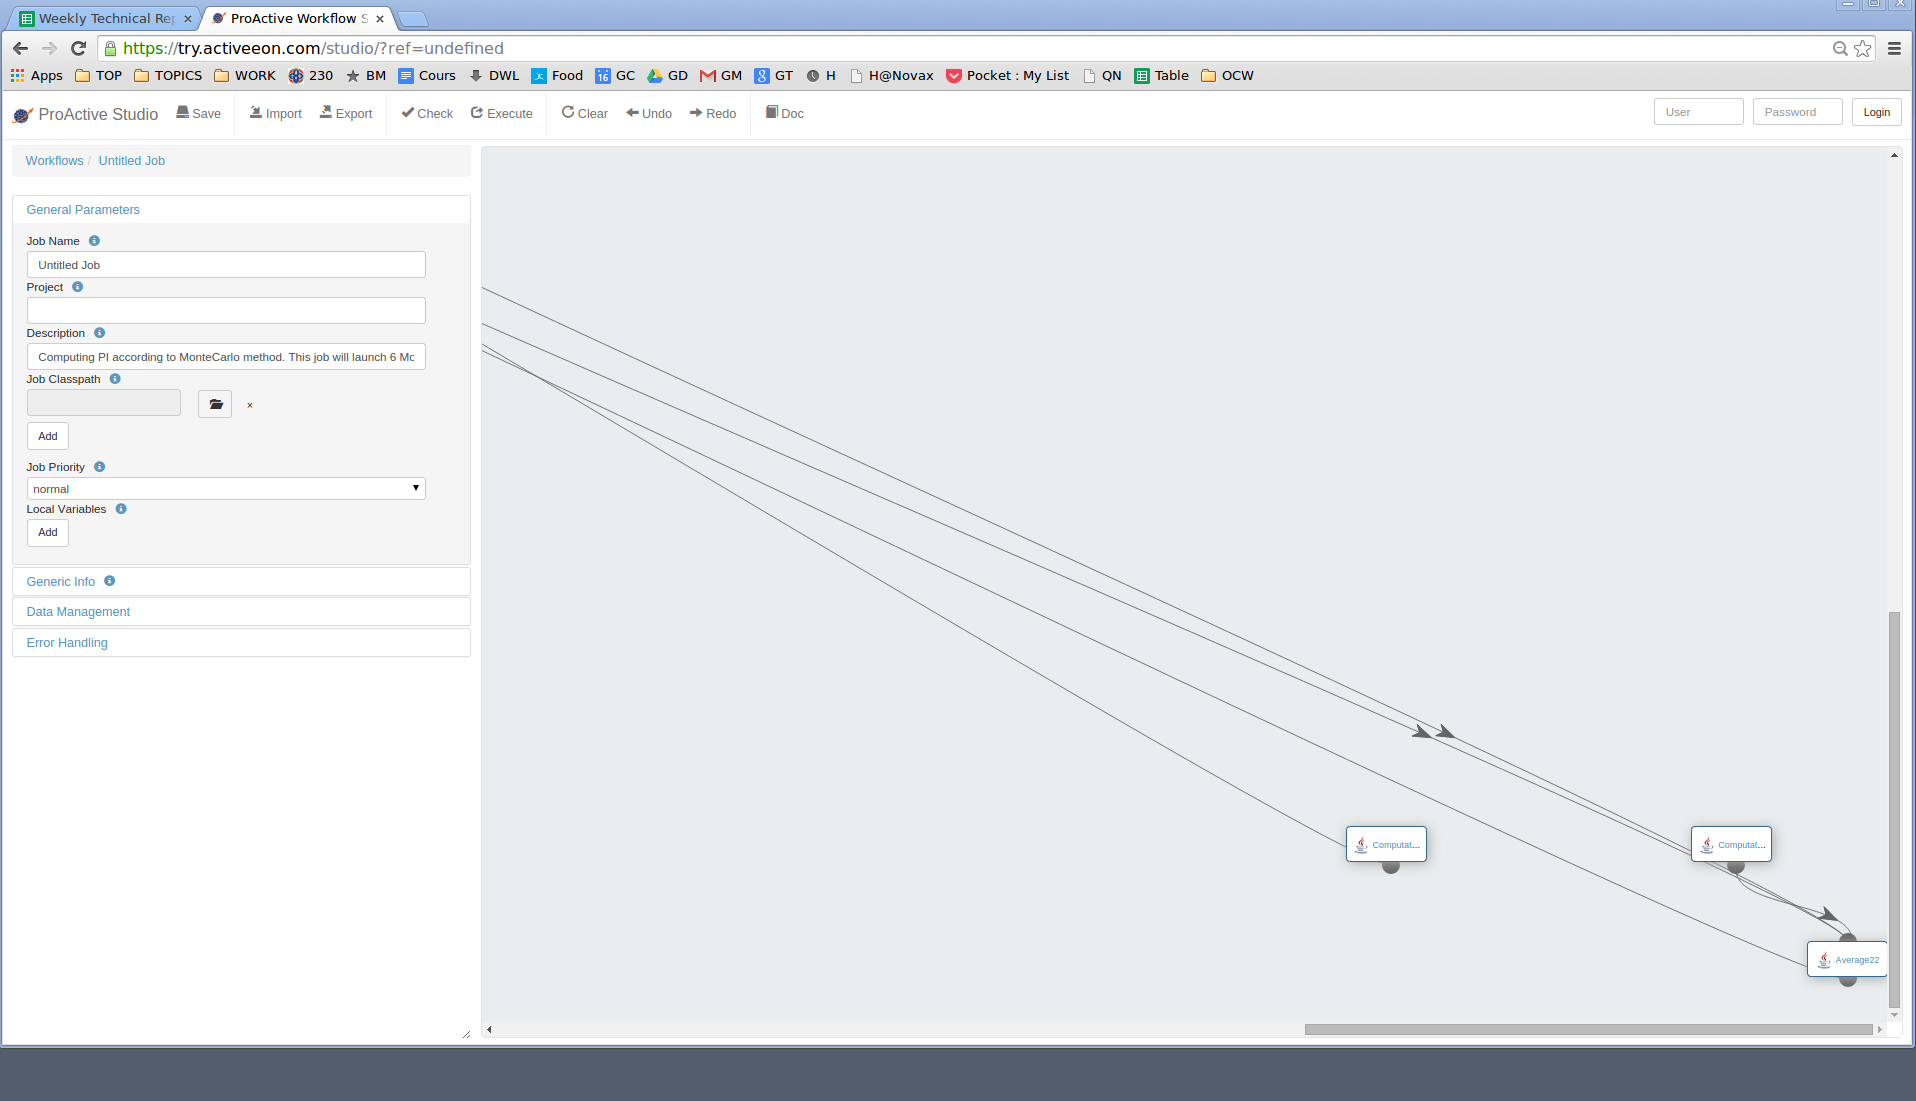 Weekly Technical Rep
ProActive Workflow S
https://try.activeeon.com/studio/?ref=undefined
Apps TOP TOPICS WORK 230 BM Cours DWL Food 16 GC GD GM 8 GT H H@Novax Pocket : My List QN Table OCW
ProActive Studio Save Import Export Check Execute Clear Undo Redo Doc User Password Login
Workflows / Untitled Job
General Parameters
Job Name
Untitled Job
Project
Description
Computing PI according to MonteCarlo method. This job will launch 6 Mc
Job Classpath
×
Add
Job Priority
normal
Local Variables
Add
Generic Info
Data Management
Error Handling
Computat...
Computat...
Average22